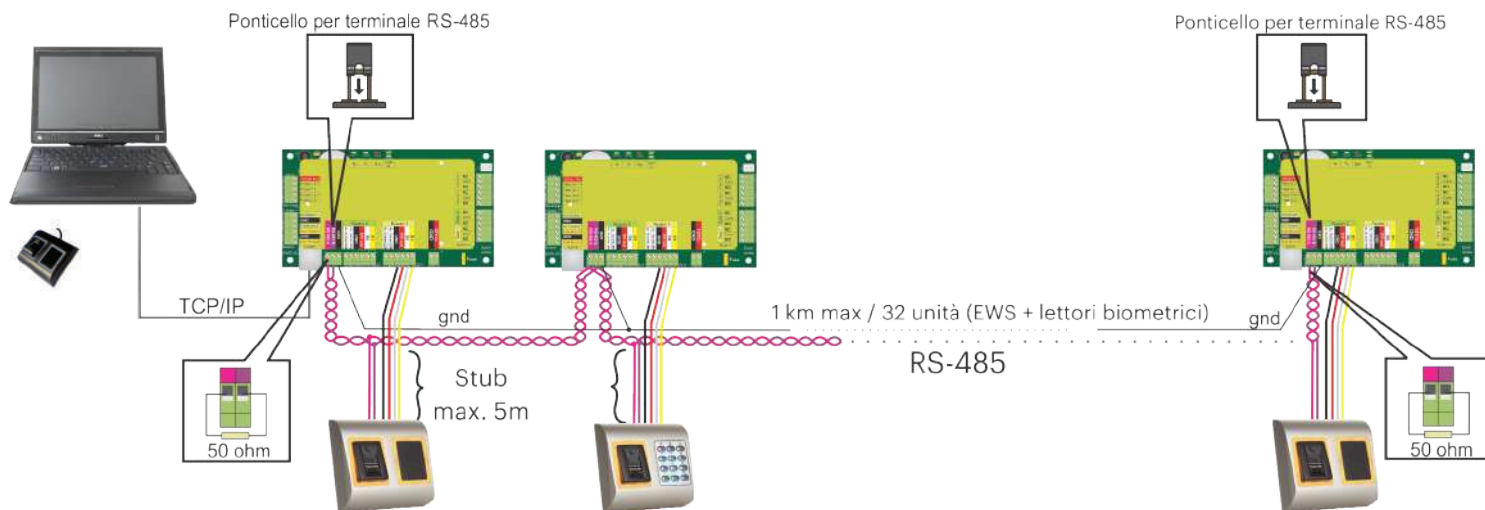 Ponticello per terminale RS-485
Ponticello per terminale RS-485
TCP/IP
gnd
1 km max / 32 unità (EWS + lettori biometrici)
gnd
RS-485
Stub
max. 5m
50 ohm
50 ohm